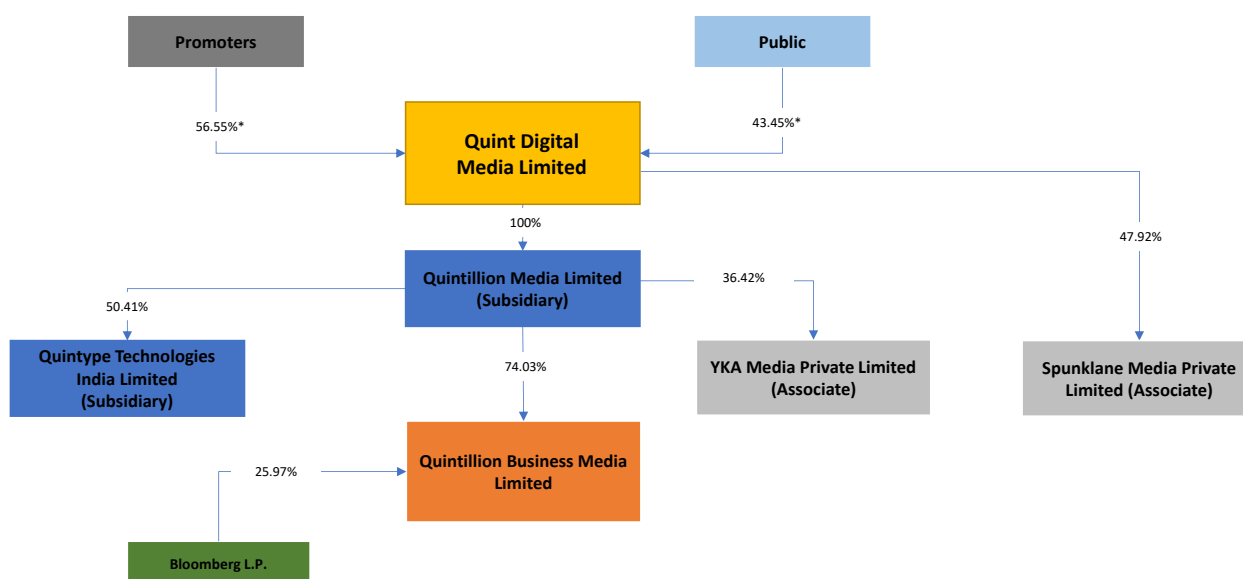 Promoters
Public
56.55%*
43.45%*
Quint Digital
Media Limited
100%
47.92%
Quintillion Media Limited
(Subsidiary)
36.42%
50.41%
Quintype Technologies
India Limited
(Subsidiary)
74.03%
YKA Media Private Limited
(Associate)
Spunklane Media Private
Limited (Associate)
Quintillion Business Media
Limited
25.97%
Bloomberg L.P.